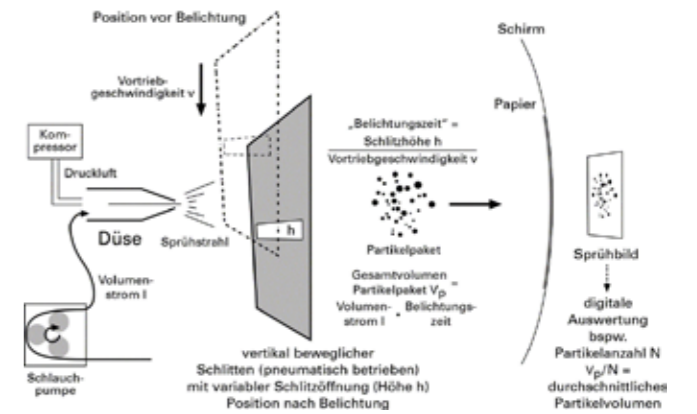 Position vor Belichtung
Vortrieb-
geschwindigkeit v
Kom-
pressor
Druckluft
Düse
Sprühstrahl
Volumen-
strom I
Schlauch-
pumpe
h
vertikal beweglicher
Schlitten (pneumatisch betrieben)
mit variabler Schlitzöffnung (Höhe h)
Position nach Belichtung
„Belichtungszeit“ =
Schlitzhöhe h
Vortriebgeschwindigkeit v
Partikelpaket
Gesamtvolumen
Partikelpaket Vp =
Volumen- Belichtungs-
strom I • zeit
Schirm
Papier
Sprühbild
digitale
Auswertung
bspw.
Partikelanzahl N
Vp/N =
durchschnittliches
Partikelvolumen